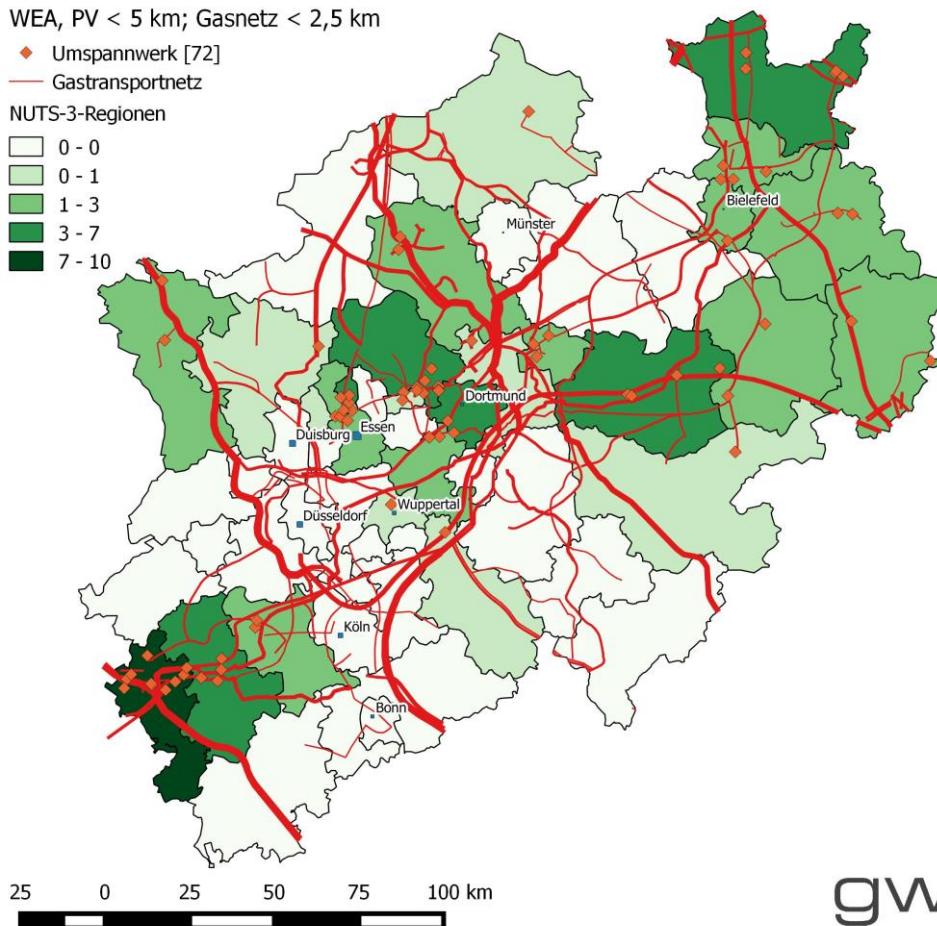 WEA, PV < 5 km; Gasnetz < 2,5 km
Umspannwerk [72]
Gastransportnetz
NUTS-3-Regionen
0 - 0
0 - 1
1 - 3
3 - 7
7 - 10
Münster
Bielefeld
Dortmund
Essen
Duisburg
Wuppertal
Düsseldorf
Köln
Bonn
25 0 25 50 75 100 km
gw